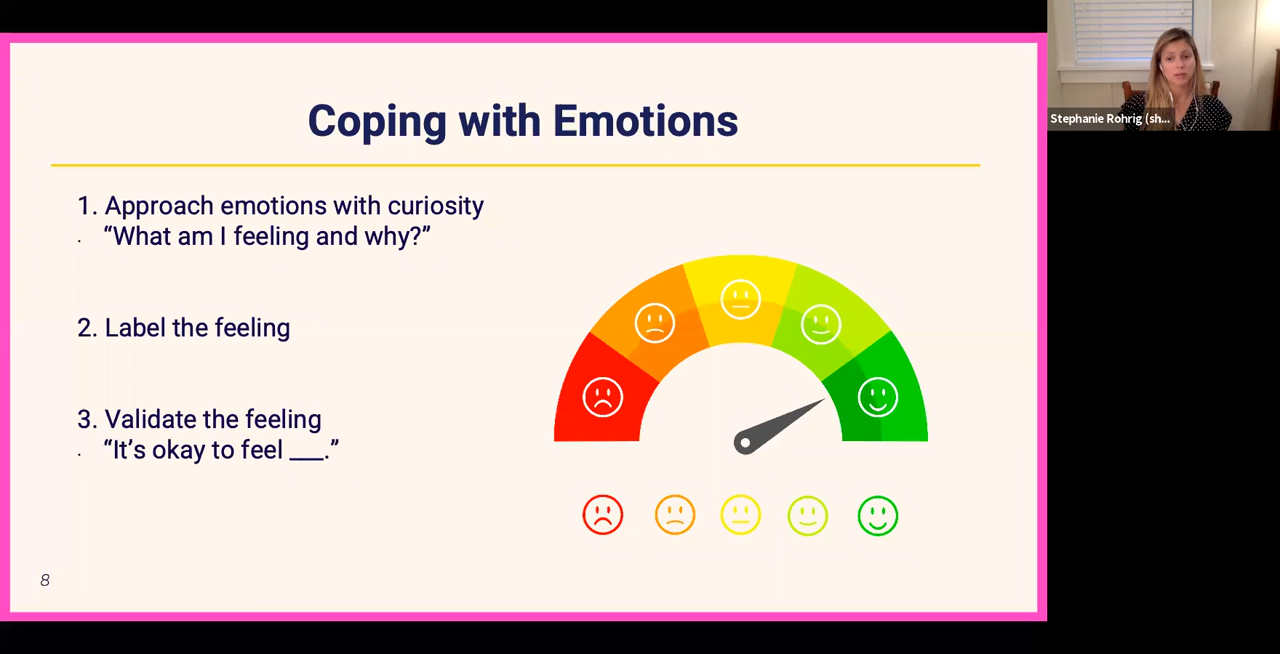 Coping with Emotions
1. Approach emotions with curiosity
. “What am I feeling and why?”
2. Label the feeling
3. Validate the feeling
. “It’s okay to feel ___.”
8
Stephanie Rohrig (sh...